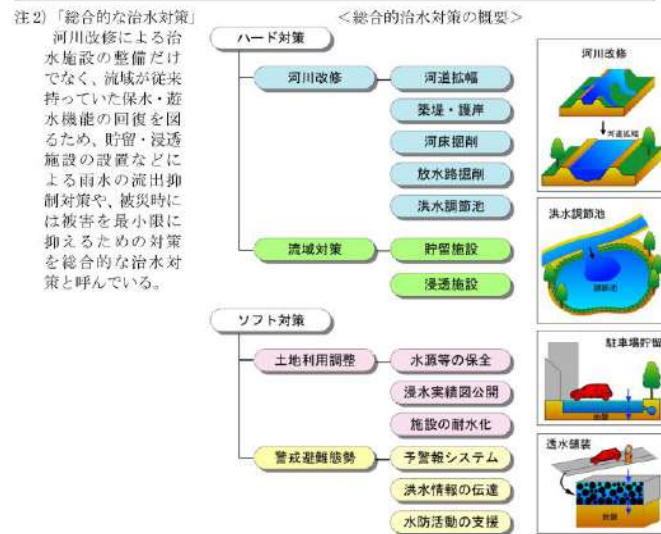 注2) 「総合的な治水対策」
河川改修による治
水施設の整備だけ
でなく、流域が従来
持っていた保水・遊
水機能の回復を図
るため、貯留・浸透
施設の設置などに
よる雨水の流出抑
制対策や、被災時に
は被害を最小限に
抑えるための対策
を総合的な治水対
策と呼んでいる。
＜総合的治水対策の概要＞
ハード対策
河川改修
河道拡幅
築堤・護岸
河床掘削
放水路掘削
洪水調節池
流域対策
貯留施設
浸透施設
ソフト対策
土地利用調整
水源等の保全
浸水実績図公開
施設の耐水化
警戒避難態勢
予警報システム
洪水情報の伝達
水防活動の支援
河川改修
河道拡幅
洪水調節池
調節池
駐車場貯留
透水舗装